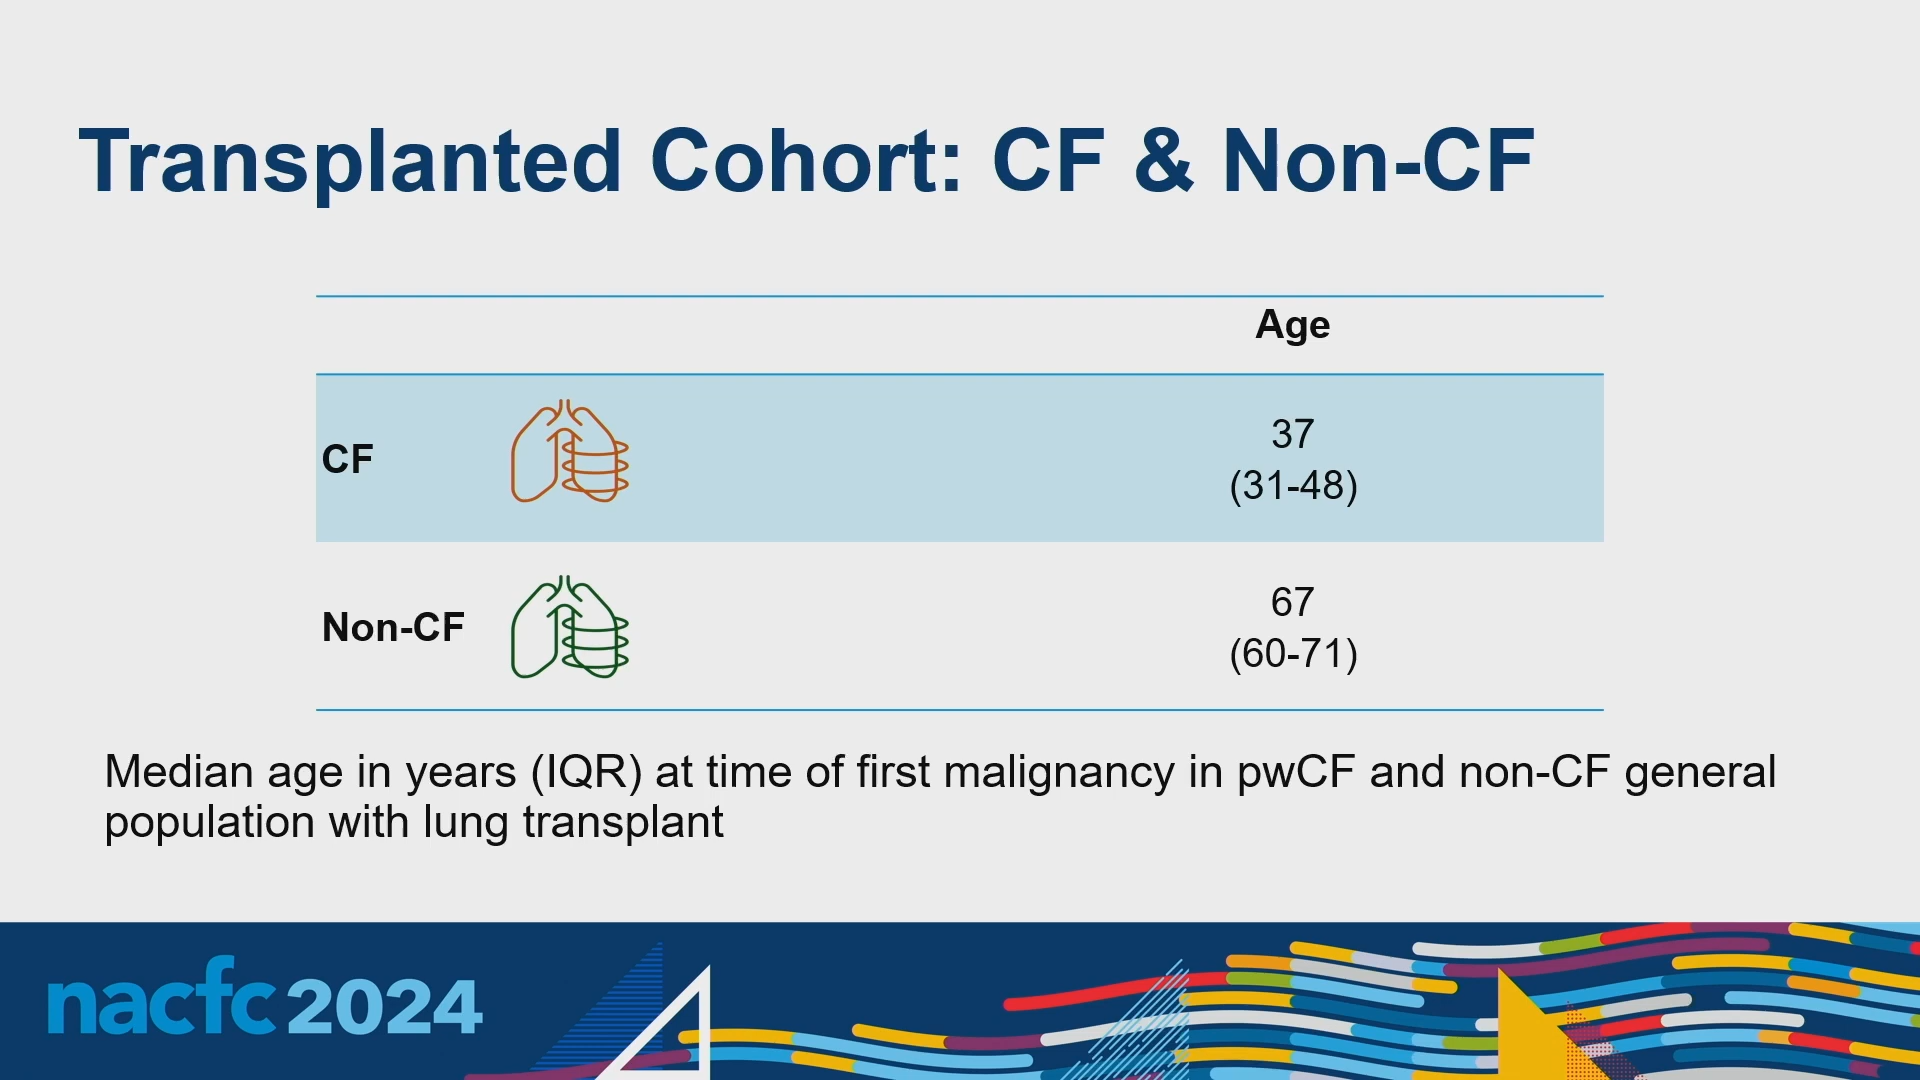 Transplanted Cohort: CF & Non-CF
Age
CF
37
(31-48)
Non-CF
67
(60-71)
Median age in years (IQR) at time of first malignancy in pwCF and non-CF general
population with lung transplant
nacfc 2024